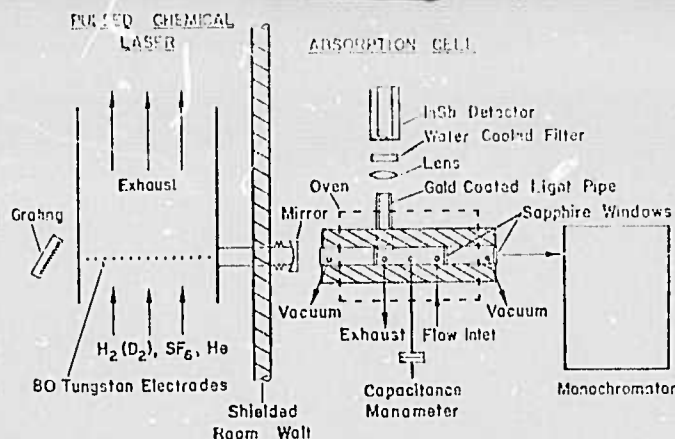 PULSED CHEMICAL
LASER
ABSORPTION CELL
InSb Detector
Water Cooled Filter
Lens
Exhaust
Oven
Gold Coated Light Pipe
Grating
Mirror
Sapphire Windows
Vacuum
Vacuum
Exhaust
Flow Inlet
H₂(D₂), SF₆, He
80 Tungsten Electrodes
Capacitance
Manometer
Monochromator
Shielded
Room Wall